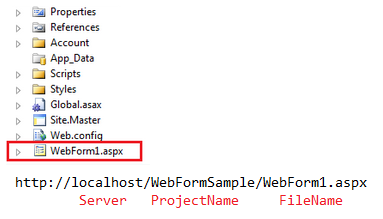 Properties
References
Account
App_Data
Scripts
Styles
Global.asax
Site.Master
Web.config
WebForm1.aspx
http://localhost/WebFormSample/WebForm1.aspx
Server ProjectName FileName